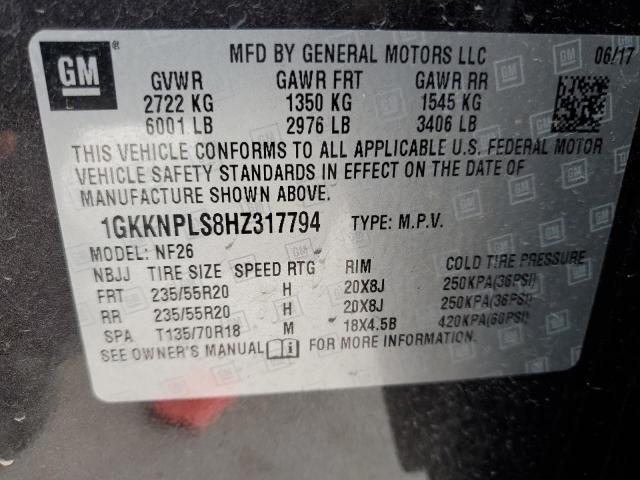 GM MFD BY GENERAL MOTORS LLC 06/17
GVWR GAWR FRT GAWR RR
2722 KG 1350 KG 1545 KG
6001 LB 2976 LB 3406 LB
THIS VEHICLE CONFORMS TO ALL APPLICABLE U.S. FEDERAL MOTOR
VEHICLE SAFETY STANDARDS IN EFFECT ON THE DATE OF
MANUFACTURE SHOWN ABOVE.
1GKKNPLS8HZ317794 TYPE: M.P.V.
MODEL: NF26
NBJJ TIRE SIZE SPEED RTG RIM COLD TIRE PRESSURE
FRT 235/55R20 H 20X8J 250KPA(36PSI)
RR 235/55R20 H 20X8J 250KPA(36PSI)
SPA T135/70R18 M 18X4.5B 420KPA(60PSI)
SEE OWNER'S MANUAL FOR MORE INFORMATION.